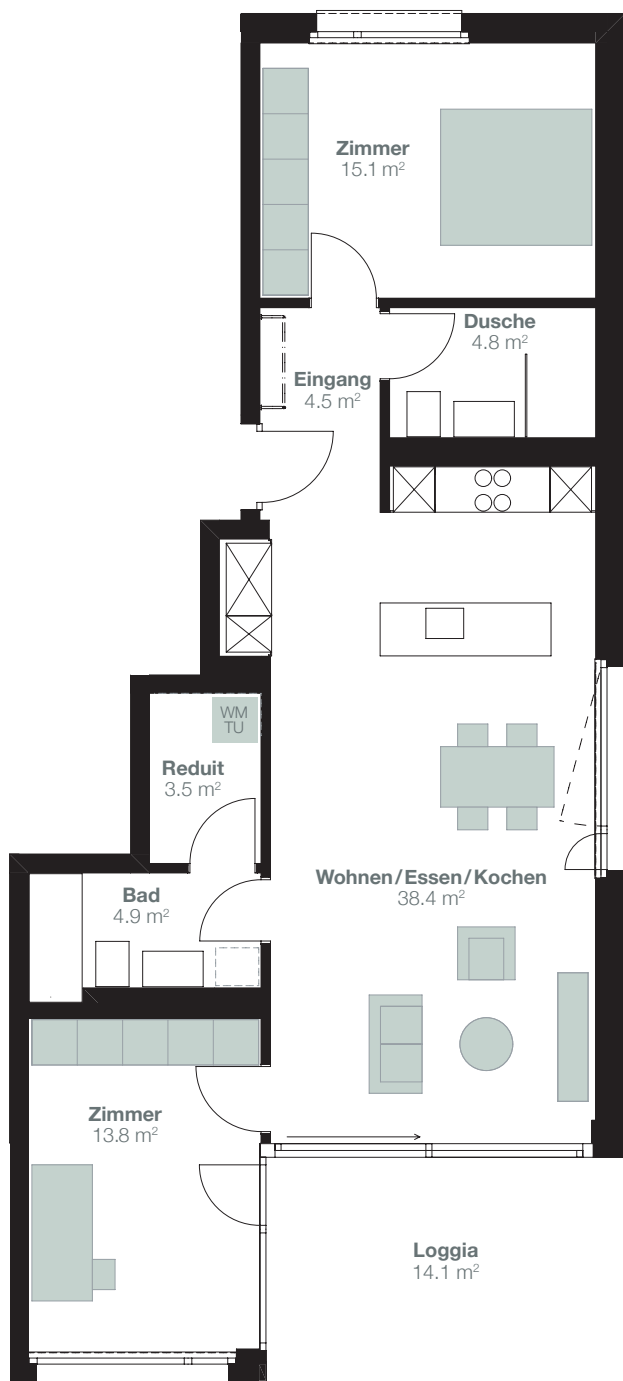 Zimmer
15.1 m²
Dusche
4.8 m²
Eingang
4.5 m²
WM
TU
Reduit
3.5 m²
Wohnen/Essen/Kochen
38.4 m²
Bad
4.9 m²
Zimmer
13.8 m²
Loggia
14.1 m²